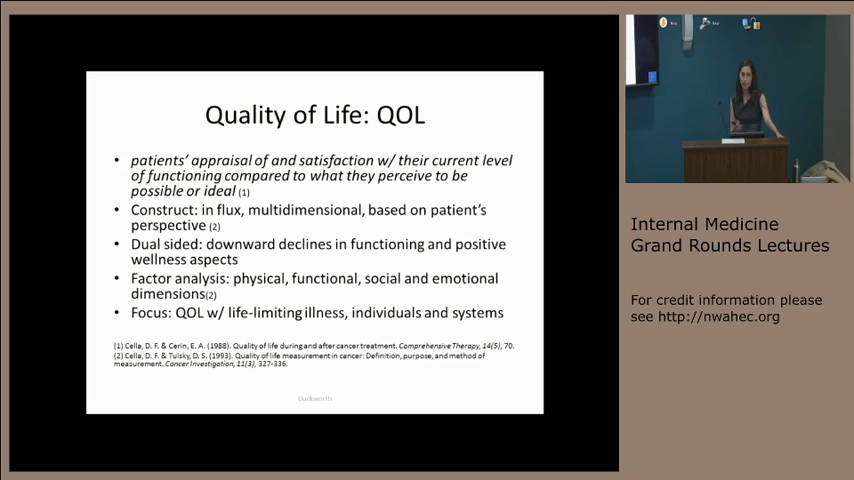 Quality of Life: QOL
• patients' appraisal of and satisfaction w/ their current level
of functioning compared to what they perceive to be
possible or ideal (1)
• Construct: in flux, multidimensional, based on patient's
perspective (2)
• Dual sided: downward declines in functioning and positive
wellness aspects
• Factor analysis: physical, functional, social and emotional
dimensions(2)
• Focus: QOL w/ life-limiting illness, individuals and systems
(1) Cella, D. F. & Cerin, E. A. (1988). Quality of life during and after cancer treatment. Comprehensive Therapy, 14(5), 70.
(2) Cella, D. F. & Tulsky, D. S. (1993). Quality of life measurement in cancer: Definition, purpose, and method of
measurement. Cancer Investigation, 11(3), 327-336.
Duckworth
Internal Medicine
Grand Rounds Lectures
For credit information please
see http://nwahec.org